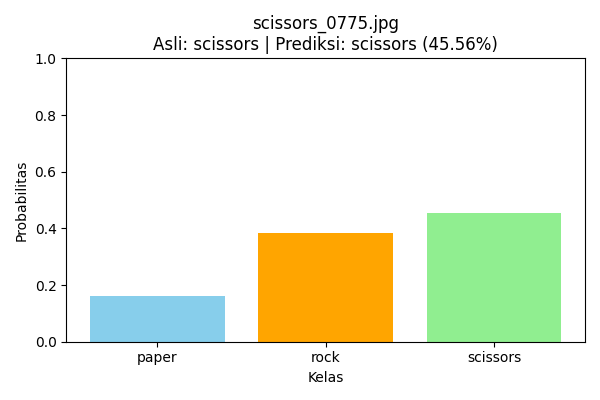 scissors_0775.jpg
Asli: scissors | Prediksi: scissors (45.56%)
1.0
0.8
0.6
0.4
0.2
0.0
Probabilitas
paper rock scissors
Kelas